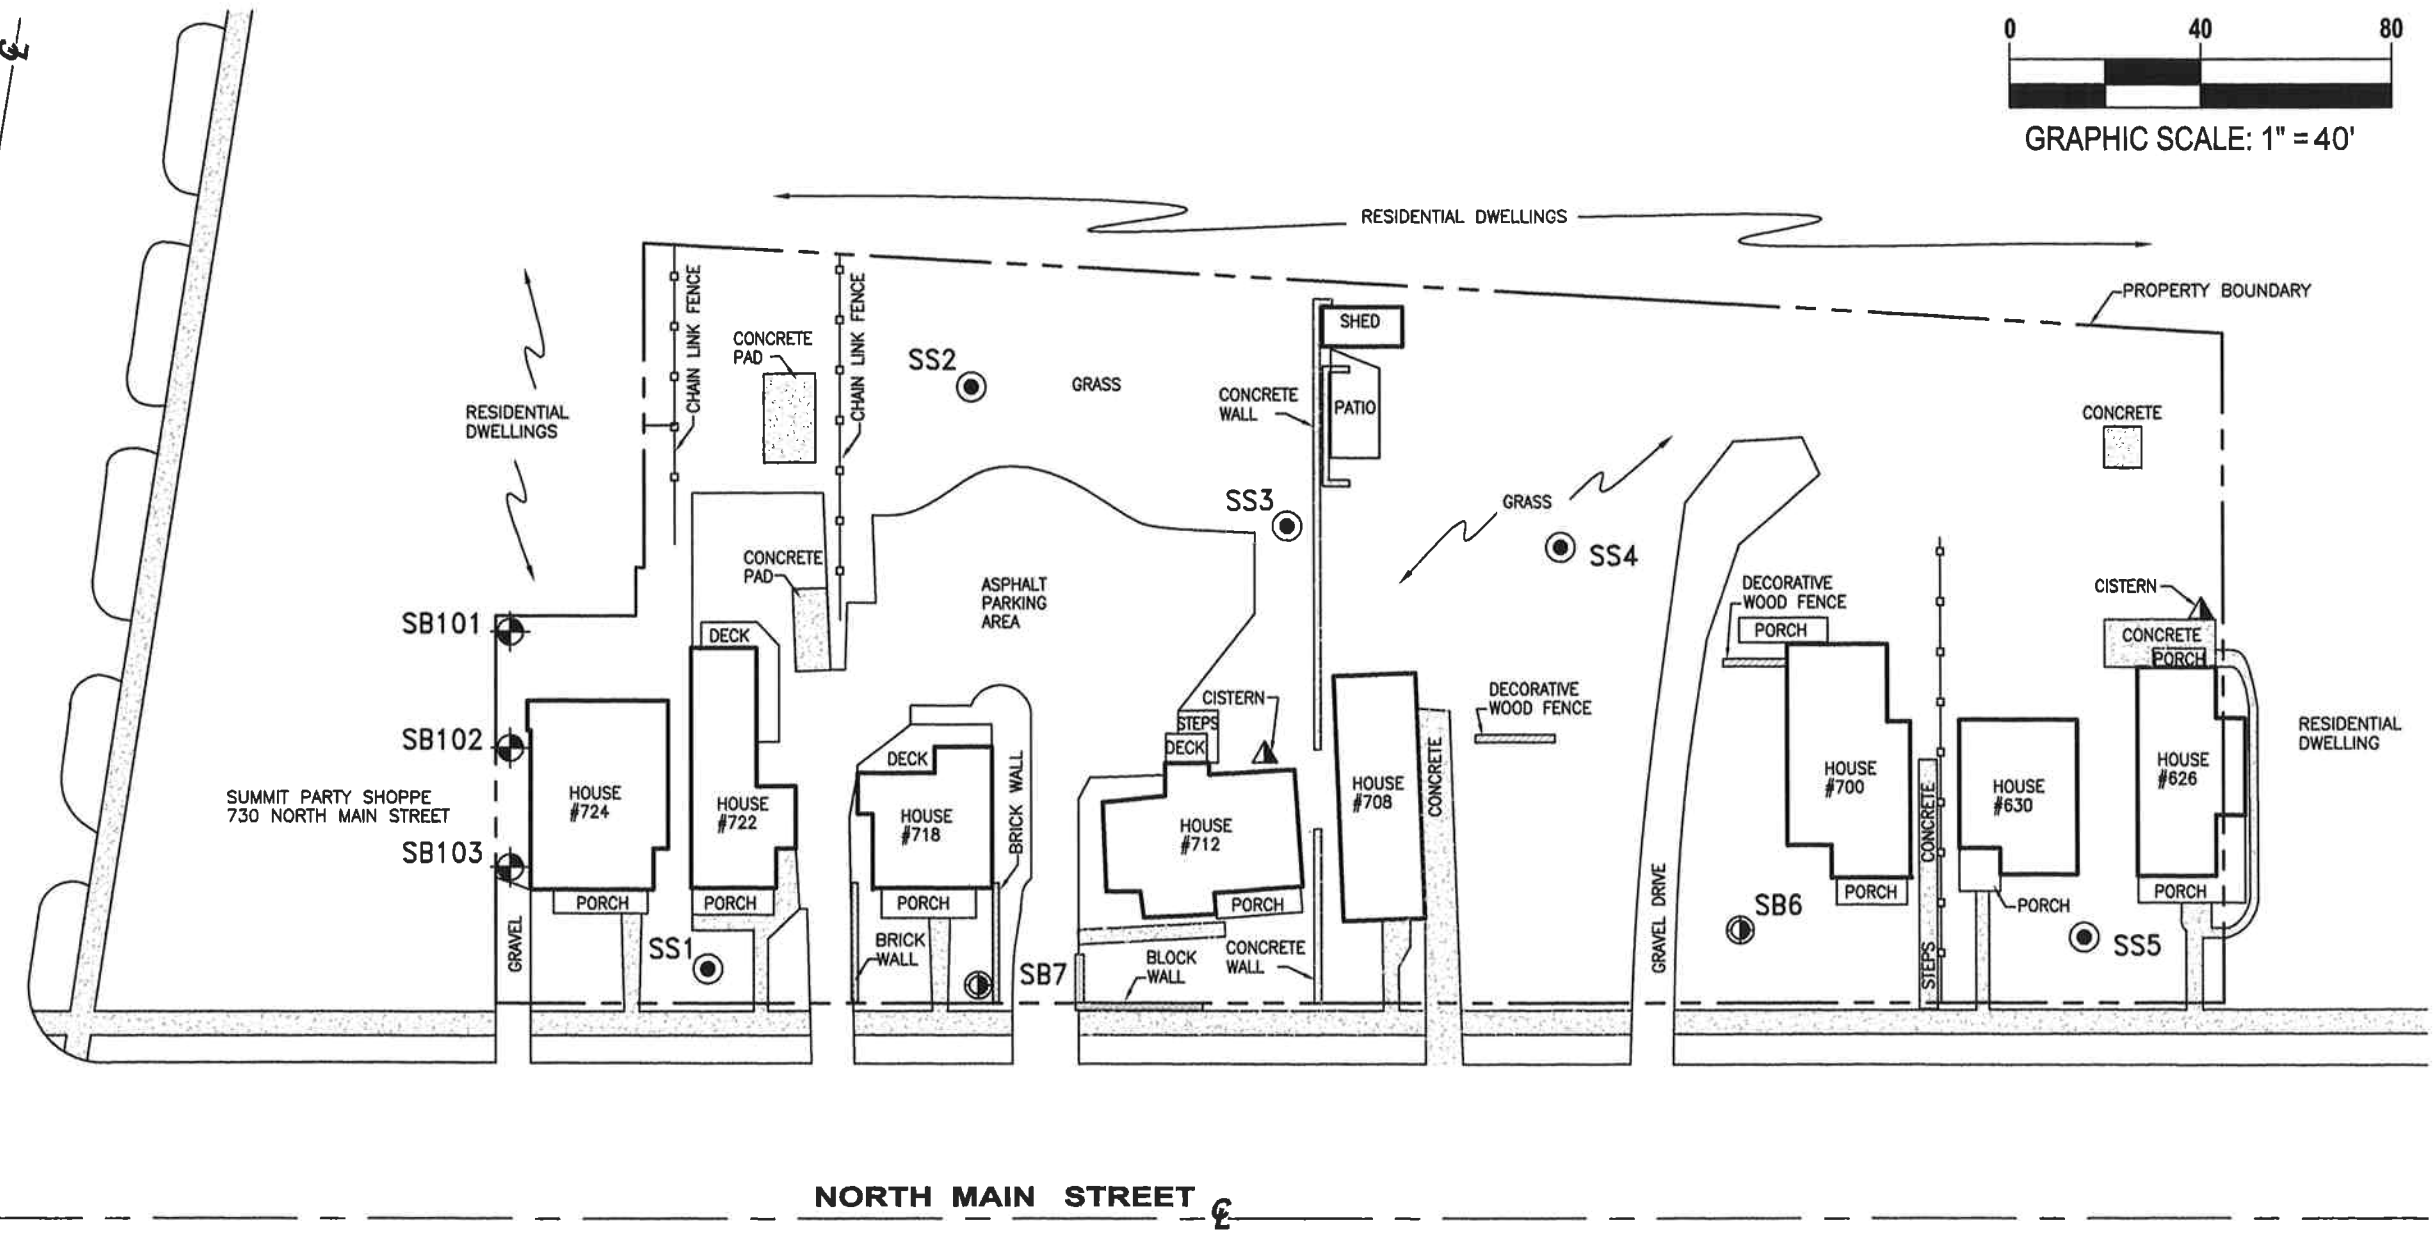 0 40 80
GRAPHIC SCALE: 1" = 40'
℄
RESIDENTIAL DWELLINGS
PROPERTY BOUNDARY
CHAIN LINK FENCE
CHAIN LINK FENCE
CONCRETE
PAD
SS2
GRASS
SHED
CONCRETE
WALL
PATIO
CONCRETE
RESIDENTIAL
DWELLINGS
SS3
GRASS
SS4
CONCRETE
PAD
ASPHALT
PARKING
AREA
DECORATIVE
WOOD FENCE
PORCH
CISTERN
CONCRETE
PORCH
SB101
DECK
SB102
CISTERN
STEPS
DECK
DECORATIVE
WOOD FENCE
RESIDENTIAL
DWELLING
SUMMIT PARTY SHOPPE
730 NORTH MAIN STREET
HOUSE
#724
HOUSE
#722
DECK
HOUSE
#718
BRICK WALL
HOUSE
#712
HOUSE
#708
CONCRETE
HOUSE
#700
CONCRETE
HOUSE
#630
HOUSE
#626
SB103
PORCH
PORCH
PORCH
PORCH
GRAVEL DRIVE
PORCH
PORCH
PORCH
SB6
GRAVEL
SS1
BRICK
WALL
SB7
BLOCK
WALL
CONCRETE
WALL
STEPS
SS5
NORTH MAIN STREET ℄